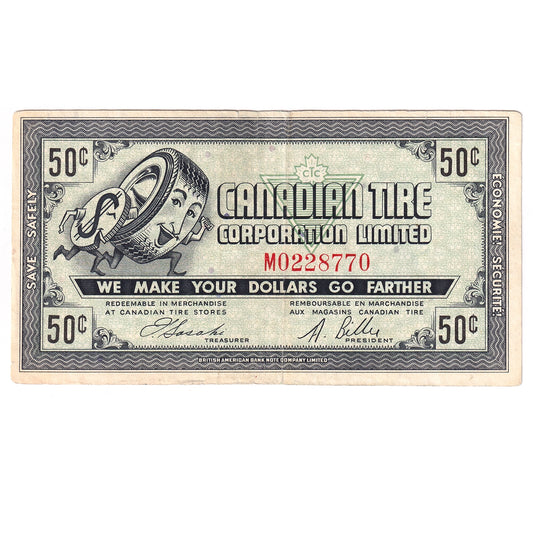 50¢
50¢
CTC
CANADIAN TIRE
CORPORATION LIMITED
M0228770
WE MAKE YOUR DOLLARS GO FARTHER
REDEEMABLE IN MERCHANDISE
AT CANADIAN TIRE STORES
REMBOURSABLE EN MARCHANDISE
AUX MAGASINS CANADIAN TIRE
50¢
50¢
TREASURER
PRESIDENT
BRITISH AMERICAN BANK NOTE COMPANY LIMITED
SAVE SAFELY
ECONOMIE SÉCURITÉ
$